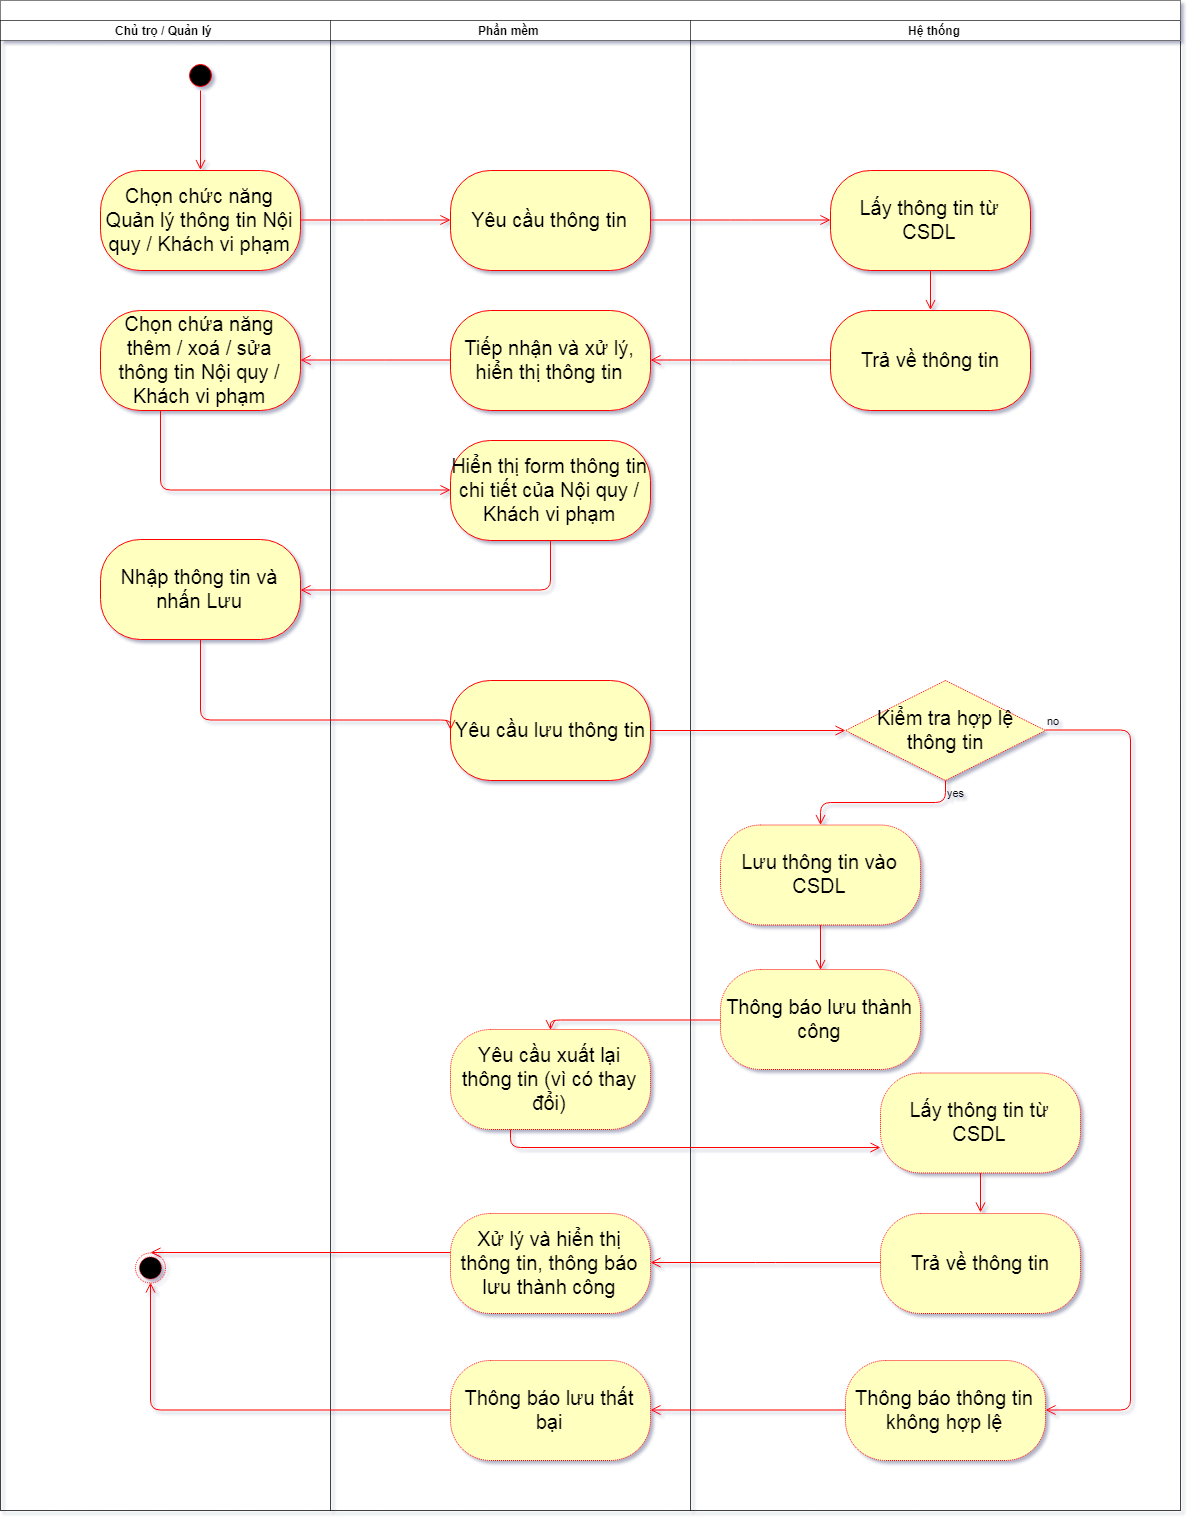 Chủ trọ / Quản lý
Phần mềm
Hệ thống
Chọn chức năng
Quản lý thông tin Nội
quy / Khách vi phạm
Yêu cầu thông tin
Lấy thông tin từ
CSDL
Chọn chứa năng
thêm / xoá / sửa
thông tin Nội quy /
Khách vi phạm
Tiếp nhận và xử lý,
hiển thị thông tin
Trả về thông tin
Hiển thị form thông tin
chi tiết của Nội quy /
Khách vi phạm
Nhập thông tin và
nhấn Lưu
Yêu cầu lưu thông tin
Kiểm tra hợp lệ
thông tin
no
yes
Lưu thông tin vào
CSDL
Thông báo lưu thành
công
Yêu cầu xuất lại
thông tin (vì có thay
đổi)
Lấy thông tin từ
CSDL
Xử lý và hiển thị
thông tin, thông báo
lưu thành công
Trả về thông tin
Thông báo lưu thất
bại
Thông báo thông tin
không hợp lệ